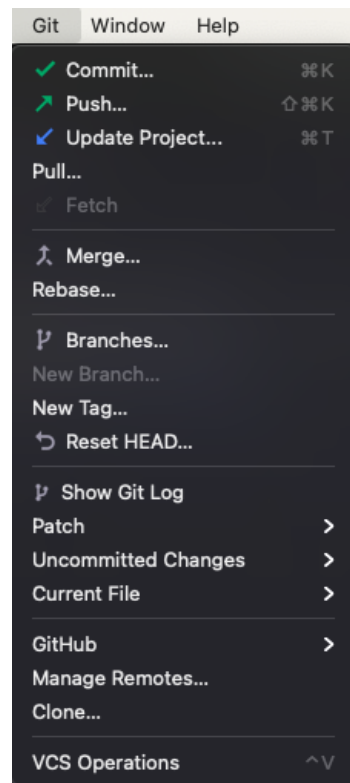 Git Window Help
Commit... ⌘K
Push... ⇧⌘K
Update Project... ⌘T
Pull...
Fetch
Merge...
Rebase...
Branches...
New Branch...
New Tag...
Reset HEAD...
Show Git Log
Patch
Uncommitted Changes
Current File
GitHub
Manage Remotes...
Clone...
VCS Operations ^V